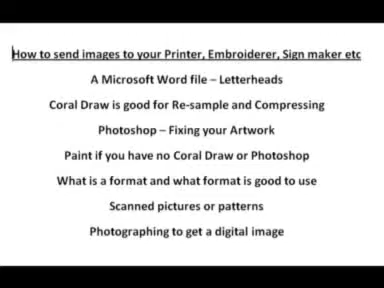 How to send images to your Printer, Embroiderer, Sign maker etc
A Microsoft Word file – Letterheads
Coral Draw is good for Re-sample and Compressing
Photoshop – Fixing your Artwork
Paint if you have no Coral Draw or Photoshop
What is a format and what format is good to use
Scanned pictures or patterns
Photographing to get a digital image